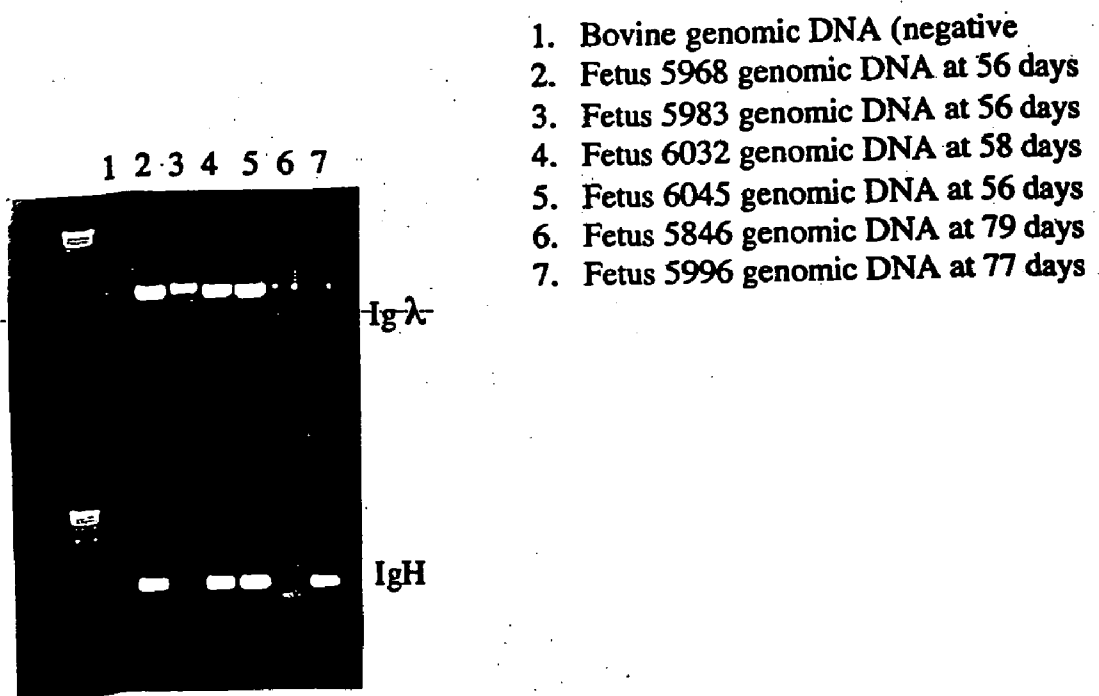 1. Bovine genomic DNA (negative
2. Fetus 5968 genomic DNA at 56 days
3. Fetus 5983 genomic DNA at 56 days
4. Fetus 6032 genomic DNA at 58 days
5. Fetus 6045 genomic DNA at 56 days
6. Fetus 5846 genomic DNA at 79 days
7. Fetus 5996 genomic DNA at 77 days
1 2 3 4 5 6 7
Ig λ
IgH